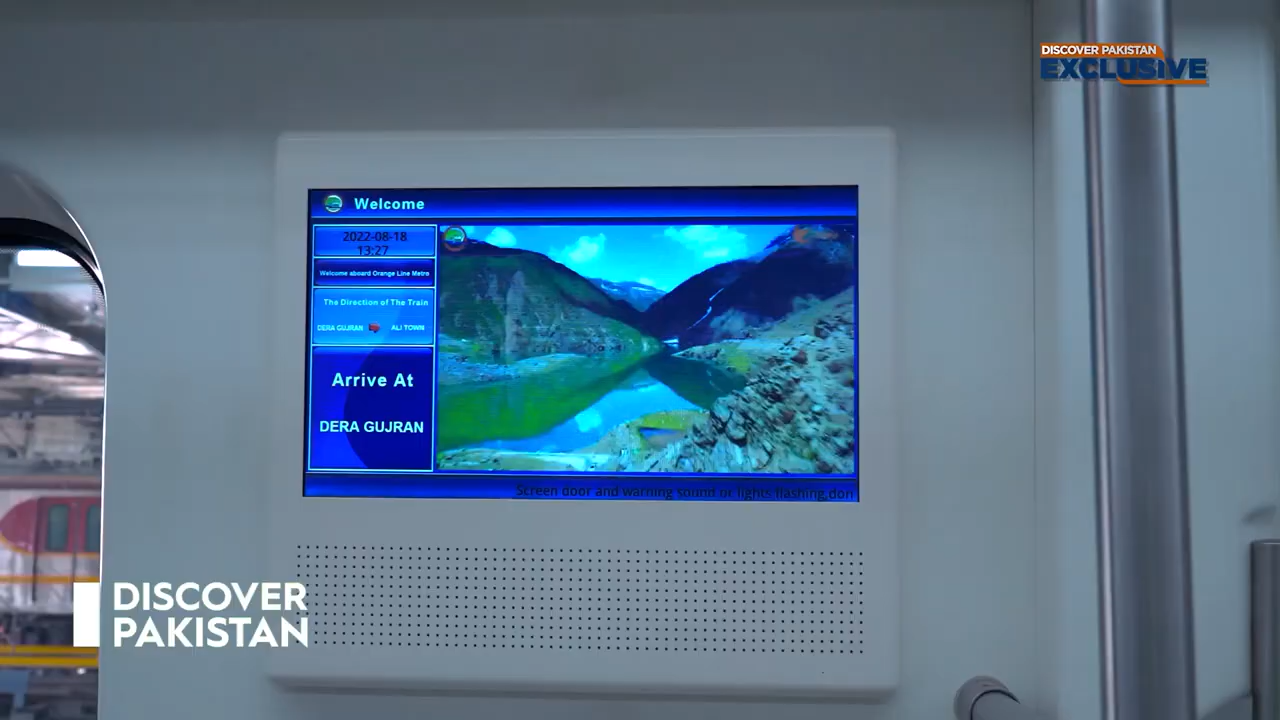 DISCOVER PAKISTAN
EXCLUSIVE
Welcome
2022-08-18
13:27
Welcome aboard Orange Line Metro
The Direction of The Train
DERA GUJRAN ALI TOWN
Arrive At
DERA GUJRAN
Screen door and warning sound or lights flashing,don
DISCOVER
PAKISTAN